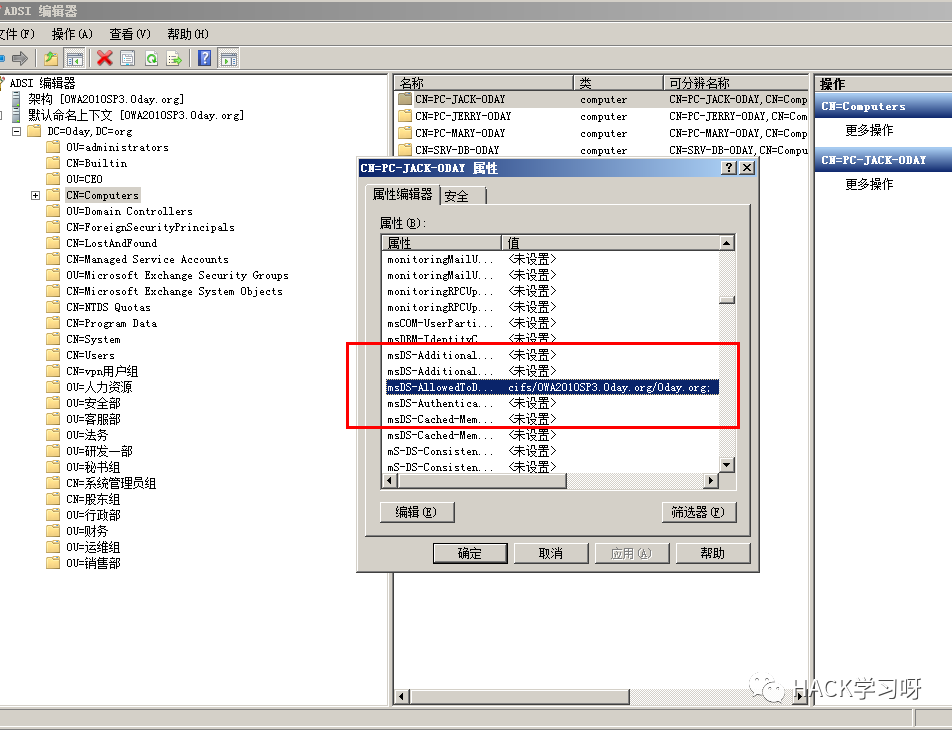 ADSI 编辑器
文件(F) 操作(A) 查看(V) 帮助(H)
ADSI 编辑器
架构 [OWA2010SP3.0day.org]
默认命名上下文 [OWA2010SP3.0day.org]
DC=0day,DC=org
OU=administrators
CN=Builtin
OU=CEO
CN=Computers
OU=Domain Controllers
CN=ForeignSecurityPrincipals
CN=LostAndFound
CN=Managed Service Accounts
OU=Microsoft Exchange Security Groups
CN=Microsoft Exchange System Objects
CN=NTDS Quotas
CN=Program Data
CN=System
CN=Users
CN=vpn用户组
OU=人力资源
OU=安全部
OU=客服部
OU=法务
OU=研发一部
OU=秘书组
CN=系统管理员组
CN=股东组
OU=行政部
OU=财务
OU=运维组
OU=销售部
名称 类 可分辨名称
CN=PC-JACK-0DAY computer CN=PC-JACK-0DAY,CN=Comp
CN=PC-JERRY-0DAY computer CN=PC-JERRY-0DAY,CN=Com
CN=PC-MARY-0DAY computer CN=PC-MARY-0DAY,CN=Comp
CN=SRV-DB-0DAY computer CN=SRV-DB-0DAY,CN=Compu
操作
CN=Computers
更多操作
CN=PC-JACK-0DAY
更多操作
CN=PC-JACK-0DAY 属性
属性编辑器 安全
属性(B):
属性 值
monitoringMailU... <未设置>
monitoringMailU... <未设置>
monitoringRPCUp... <未设置>
monitoringRPCUp... <未设置>
msCOM-UserParti... <未设置>
msDRM-IdentityC... <未设置>
msDS-Additional... <未设置>
msDS-Additional... <未设置>
msDS-AllowedToD... cifs/OWA2010SP3.0day.org/0day.org;
msDS-Authentica... <未设置>
msDS-Cached-Mem... <未设置>
msDS-Cached-Mem... <未设置>
mS-DS-Consisten... <未设置>
mS-DS-Consisten... <未设置>
编辑(E) 筛选器(F)
确定 取消 应用(A) 帮助
HACK学习呀